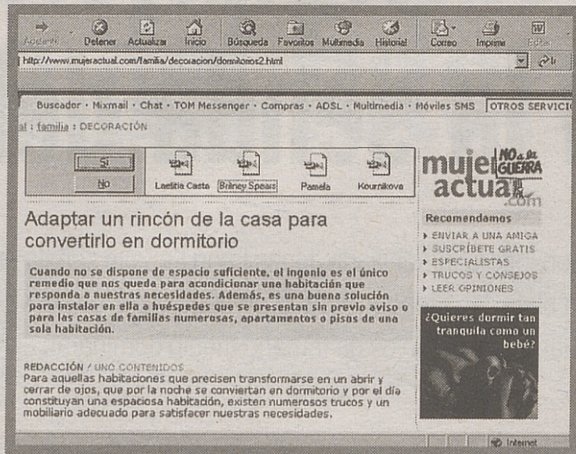 Adelante Detener Actualizar Inicio Búsqueda Favoritos Multimedia Historial Correo Imprimir
http://www.mujeractual.com/familia/decoracion/dormitorios2.html
Buscador · Mixmail · Chat · TOM Messenger · Compras · ADSL · Multimedia · Móviles SMS OTROS SERVICI
al : familia : DECORACIÓN
Sí
No
Laetitia Casta Britney Spears Pamela Kournikova
mujer
actual
.com
NO a la
GUERRA
Adaptar un rincón de la casa para
convertirlo en dormitorio
Cuando no se dispone de espacio suficiente, el ingenio es el único
remedio que nos queda para acondicionar una habitación que
responda a nuestras necesidades. Además, es una buena solución
para instalar en ella a huéspedes que se presentan sin previo aviso o
para las casas de familias numerosas, apartamentos o pisos de una
sola habitación.
REDACCIÓN / UNO CONTENIDOS
Para aquellas habitaciones que precisen transformarse en un abrir y
cerrar de ojos, que por la noche se conviertan en dormitorio y por el día
constituyan una espaciosa habitación, existen numerosos trucos y un
mobiliario adecuado para satisfacer nuestras necesidades.
Recomendamos
ENVIAR A UNA AMIGA
SUSCRÍBETE GRATIS
ESPECIALISTAS
TRUCOS Y CONSEJOS
LEER OPINIONES
¿Quieres dormir tan
tranquila como un
bebé?
Internet